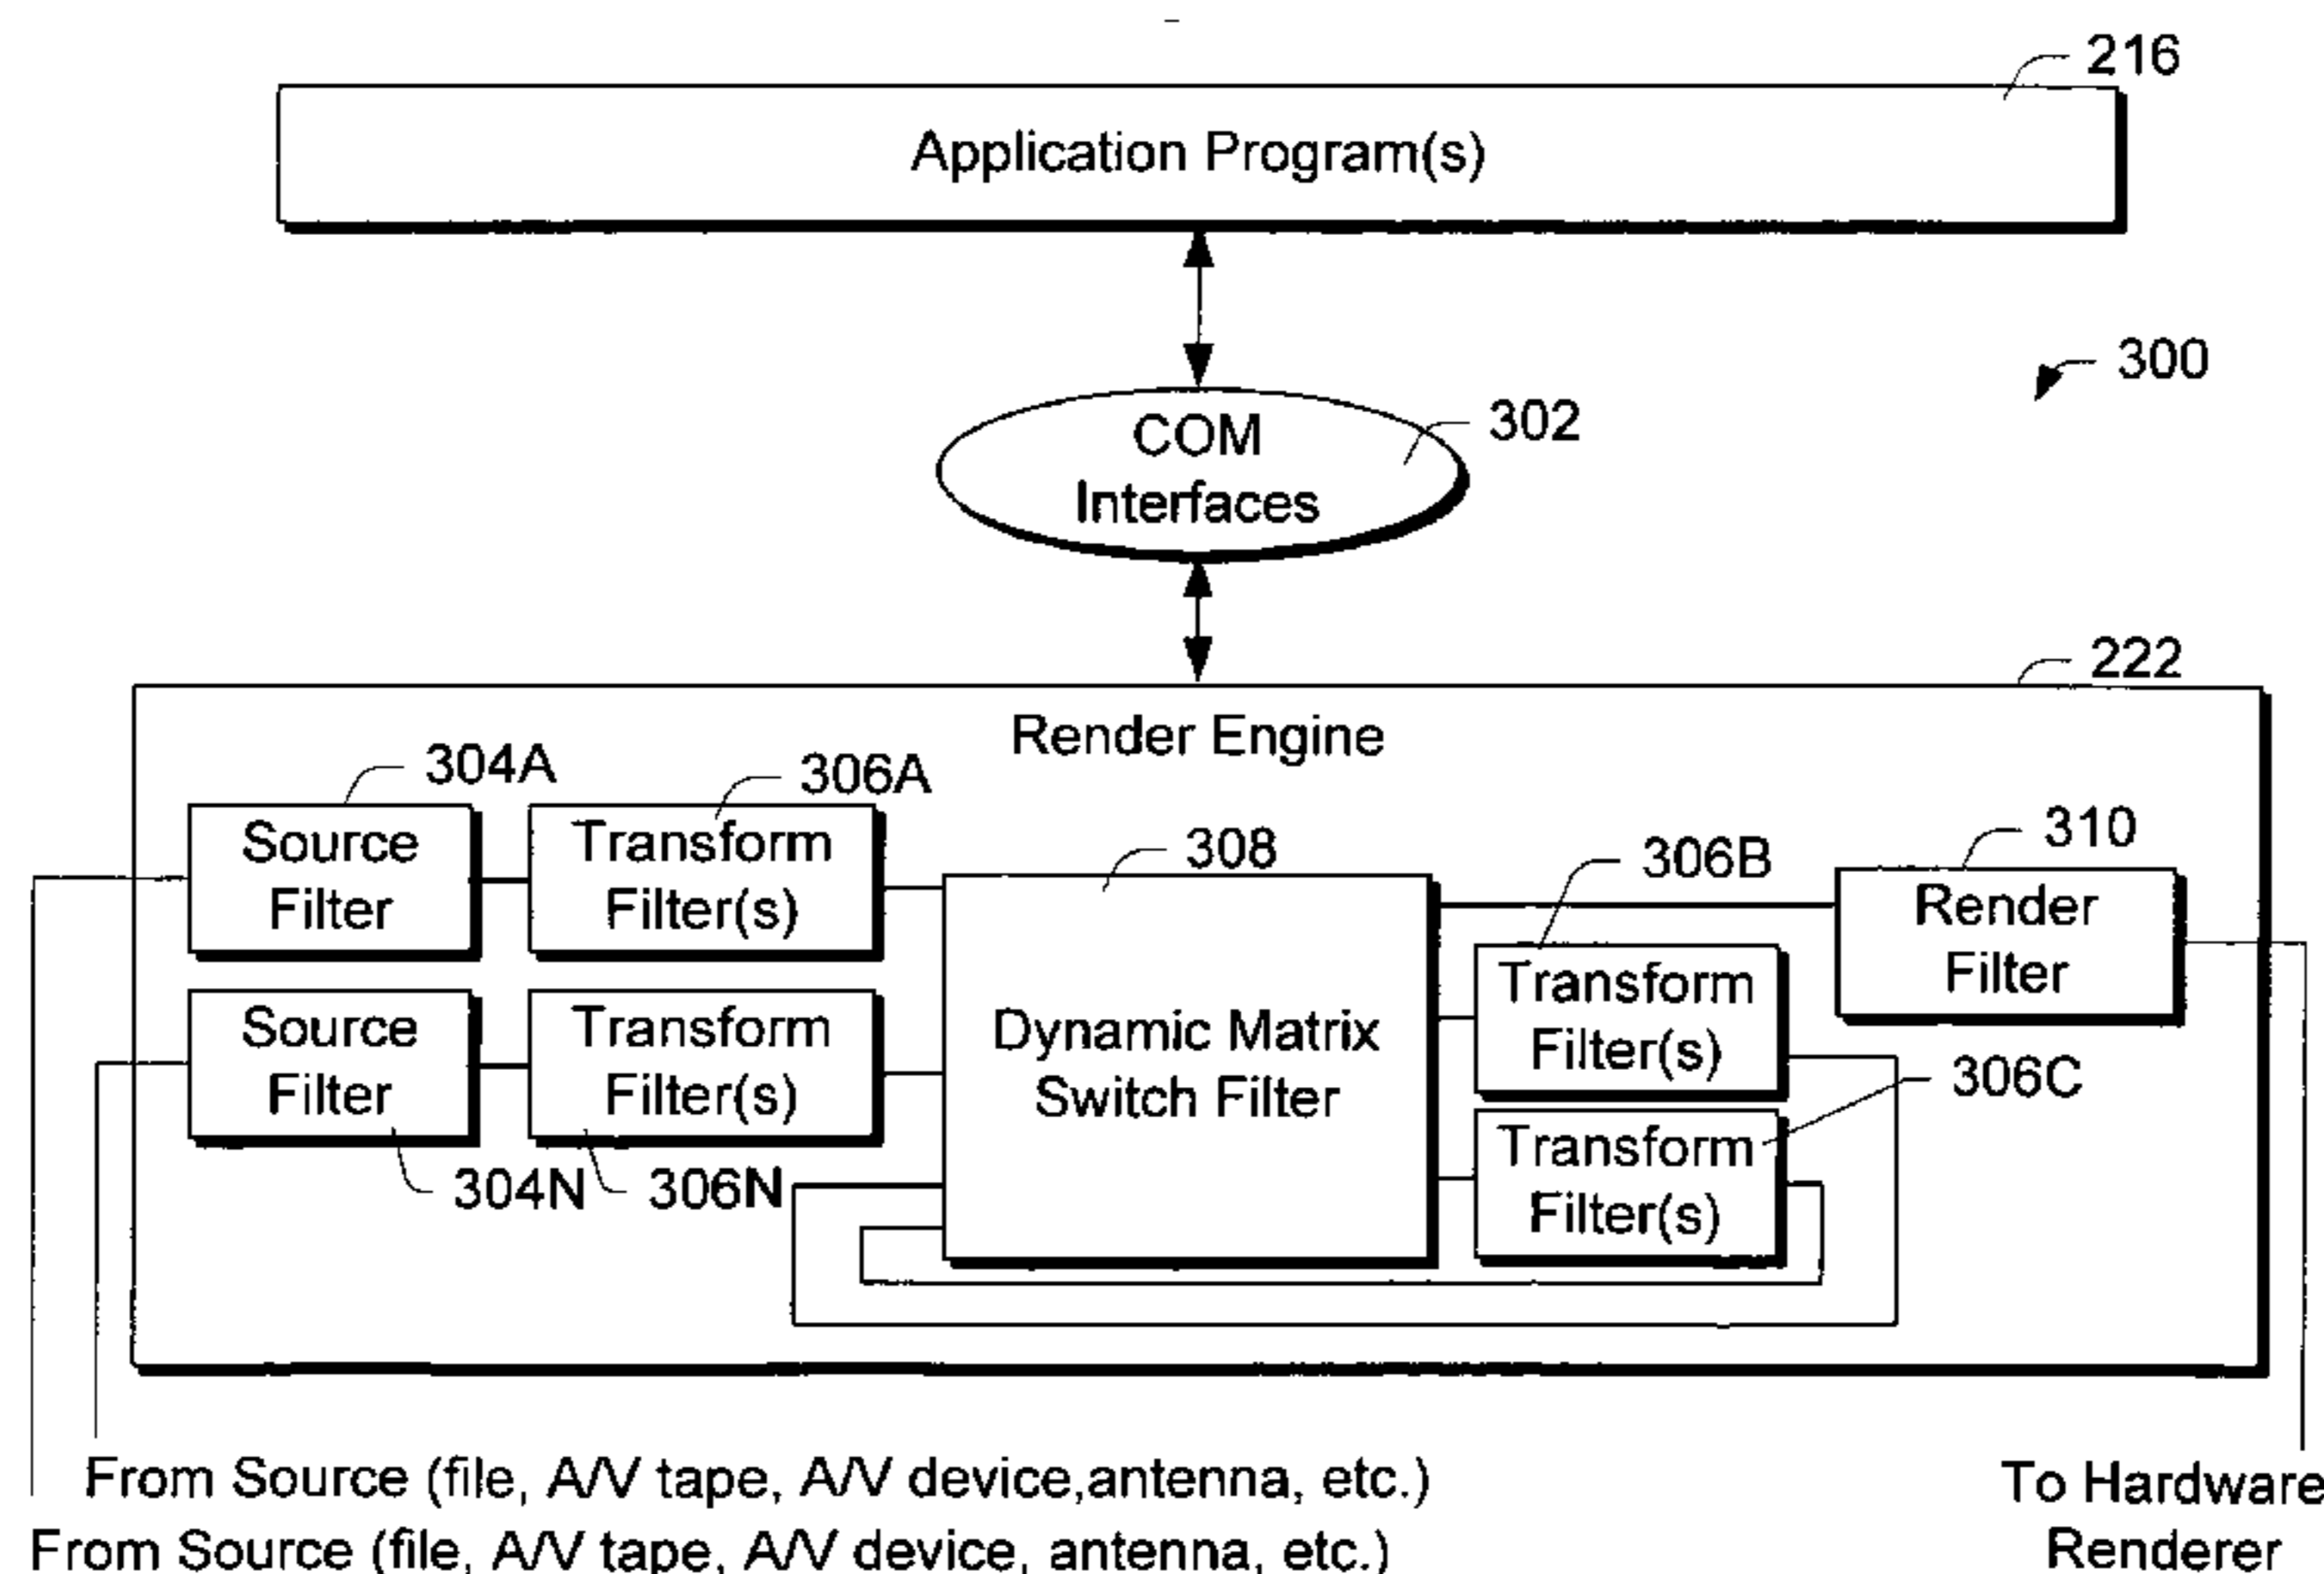 216
Application Program(s)
300
COM
Interfaces
302
222
Render Engine
304A
306A
Source
Filter
Transform
Filter(s)
308
306B
310
Render
Filter
Source
Filter
Transform
Filter(s)
Dynamic Matrix
Switch Filter
Transform
Filter(s)
306C
Transform
Filter(s)
304N
306N
From Source (file, A/V tape, A/V device,antenna, etc.)
From Source (file, A/V tape, A/V device, antenna, etc.)
To Hardware
Renderer